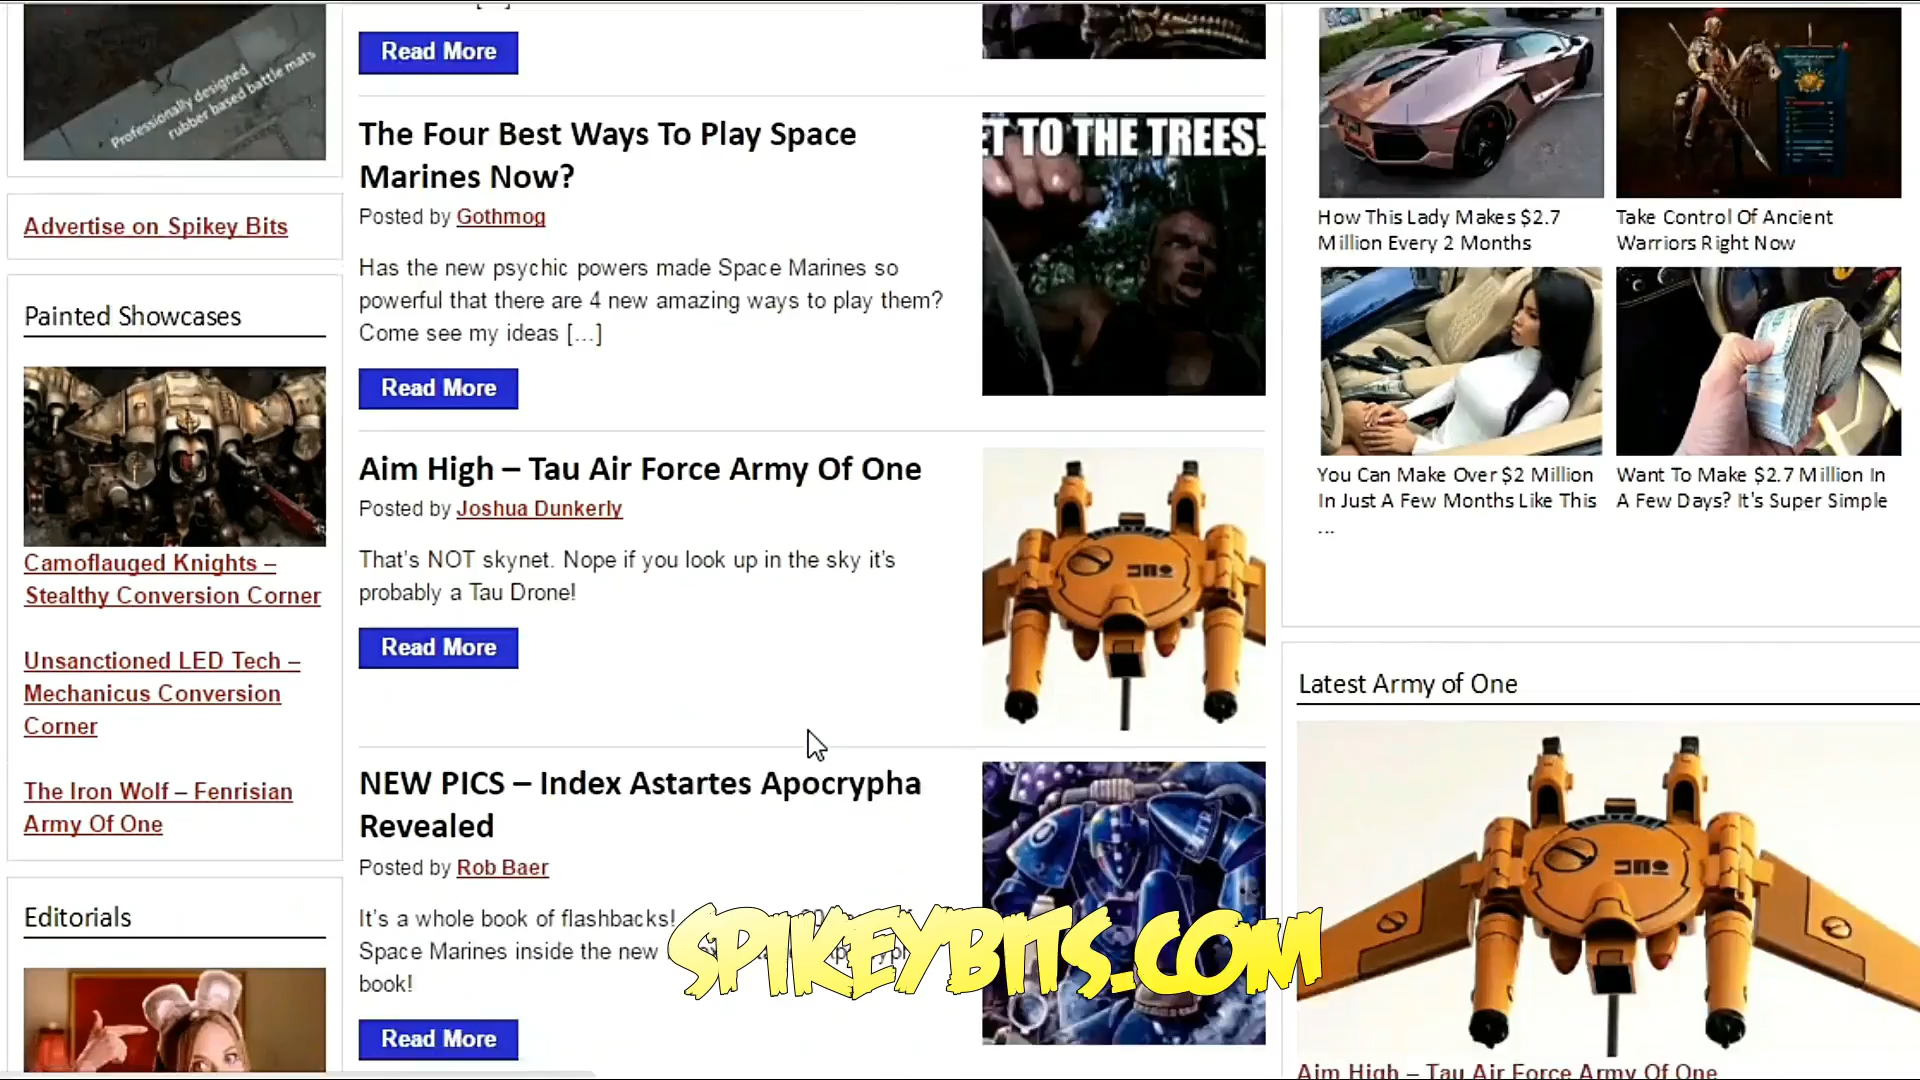 Professionally designed
rubber based battle mats
Advertise on Spikey Bits
Painted Showcases
Camoflauged Knights –
Stealthy Conversion Corner
Unsanctioned LED Tech –
Mechanicus Conversion
Corner
The Iron Wolf – Fenrisian
Army Of One
Editorials
[...]
Read More
The Four Best Ways To Play Space
Marines Now?
Posted by Gothmog
Has the new psychic powers made Space Marines so
powerful that there are 4 new amazing ways to play them?
Come see my ideas [...]
Read More
ET TO THE TREES!
Aim High – Tau Air Force Army Of One
Posted by Joshua Dunkerly
That's NOT skynet. Nope if you look up in the sky it's
probably a Tau Drone!
Read More
NEW PICS – Index Astartes Apocrypha
Revealed
Posted by Rob Baer
It's a whole book of flashbacks!
Space Marines inside the new
book!
Read More
SPIKEYBITS.COM
How This Lady Makes $2.7
Million Every 2 Months
Take Control Of Ancient
Warriors Right Now
You Can Make Over $2 Million
In Just A Few Months Like This
...
Want To Make $2.7 Million In
A Few Days? It's Super Simple
Latest Army of One
Aim High – Tau Air Force Army Of One